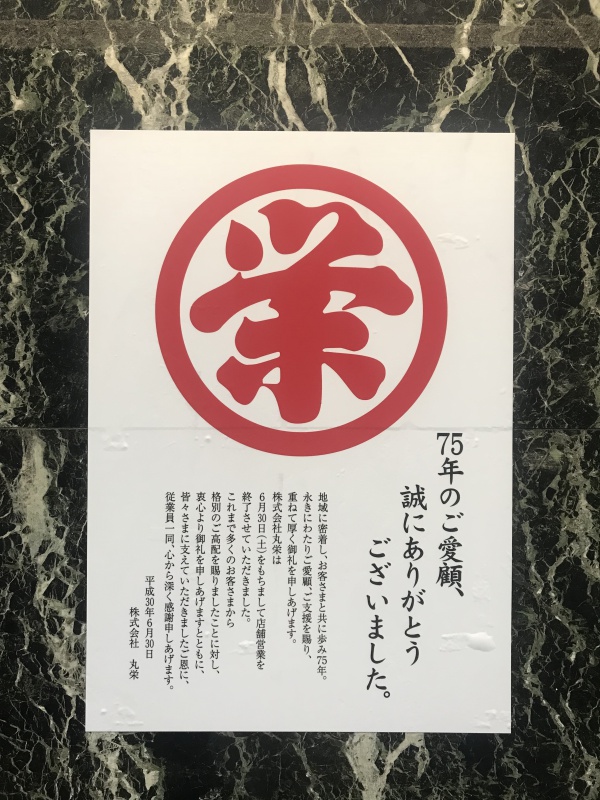 栄
75年のご愛顧、
誠にありがとう
ございました。
地域に密着し、お客さまと共に歩み75年。
永きにわたりご愛顧、ご支援を賜り、
重ねて厚く御礼を申しあげます。
株式会社丸栄は
6月30日(土)をもちまして店舗営業を
終了させていただきました。
これまで多くのお客さまから
格別のご高配を賜りましたことに対し、
衷心より御礼を申しあげますとともに、
皆々さまに支えていただきましたご恩に、
従業員一同、心から深く感謝申しあげます。
平成30年6月30日
株式会社 丸栄